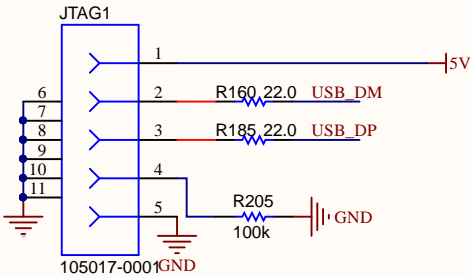 JTAG1
1
5V
6
2
R160 22.0
USB_DM
7
8
3
R185 22.0
USB_DP
9
10
4
11
R205
5
GND
100k
105017-0001
GND